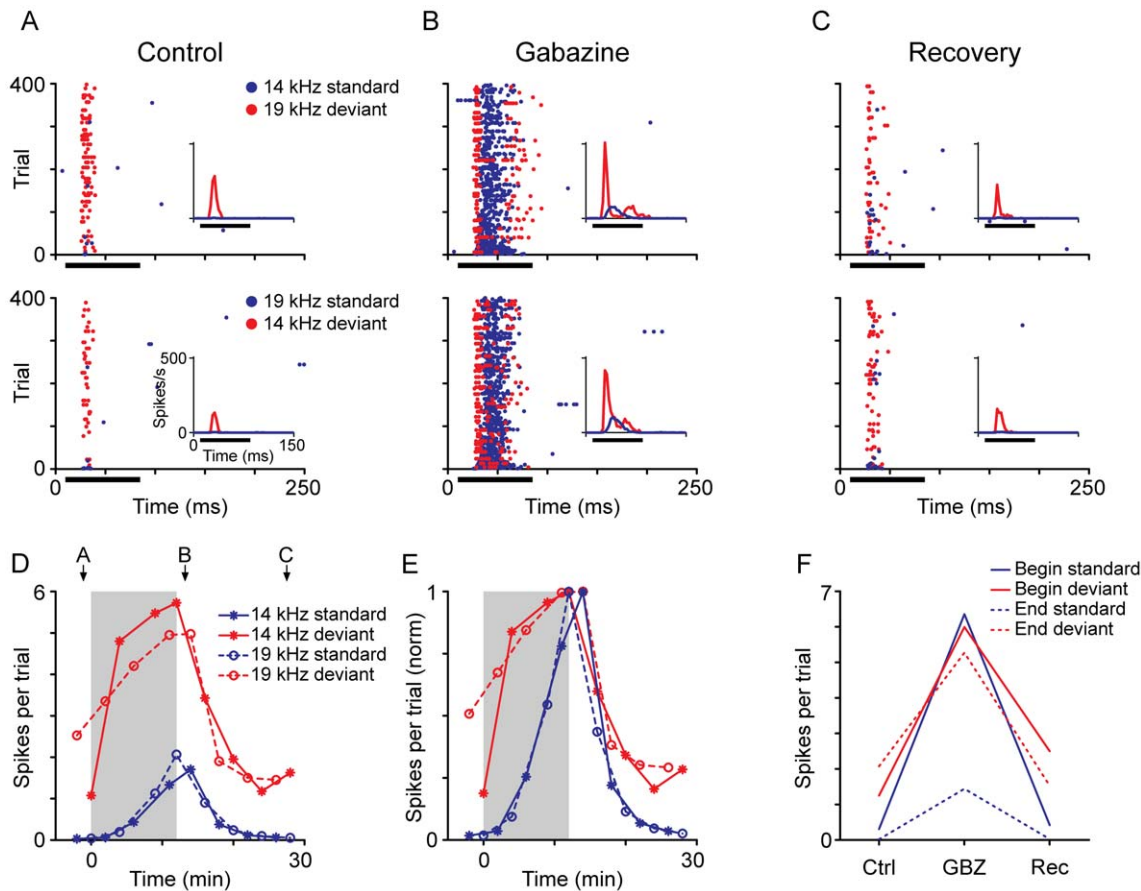 A
B
C
Control
Gabazine
Recovery
400
14 kHz standard
19 kHz deviant
Trial
0
400
19 kHz standard
14 kHz deviant
Trial
500
Spikes/s
0
0
150
Time (ms)
0
0
250
Time (ms)
0
250
Time (ms)
0
250
Time (ms)
D
A
B
C
6
14 kHz standard
14 kHz deviant
19 kHz standard
19 kHz deviant
Spikes per trial
0
0
30
Time (min)
E
1
Spikes per trial (norm)
0
0
30
Time (min)
F
7
Begin standard
Begin deviant
End standard
End deviant
Spikes per trial
0
Ctrl
GBZ
Rec